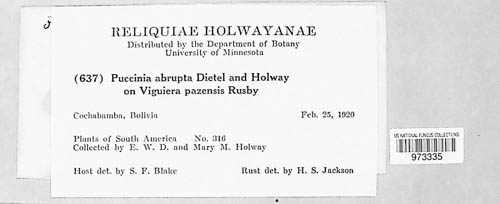 RELIQUIAE HOLWAYANAE
Distributed by the Department of Botany
University of Minnesota
(637) Puccinia abrupta Dietel and Holway
on Viguiera pazensis Rusby
Cochabamba, Bolivia Feb. 25, 1920
Plants of South America No. 316
Collected by E. W. D. and Mary M. Holway
Host det. by S. F. Blake Rust det. by H. S. Jackson
US NATIONAL FUNGUS COLLECTIONS
973335